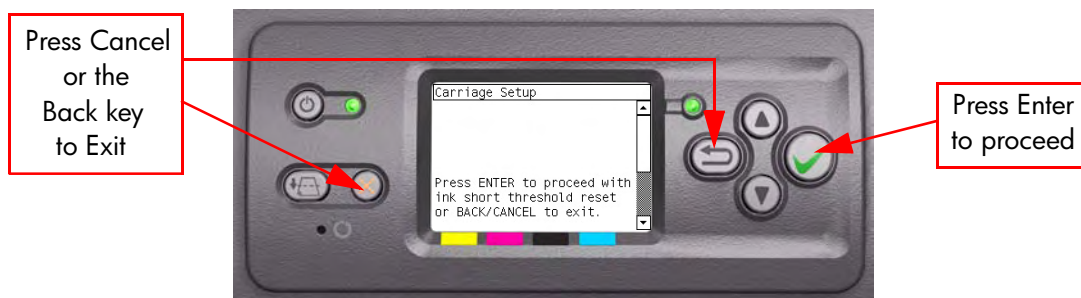 Press Cancel
or the
Back key
to Exit
Carriage Setup
Press ENTER to proceed with
ink short threshold reset
or BACK/CANCEL to exit.
Press Enter
to proceed